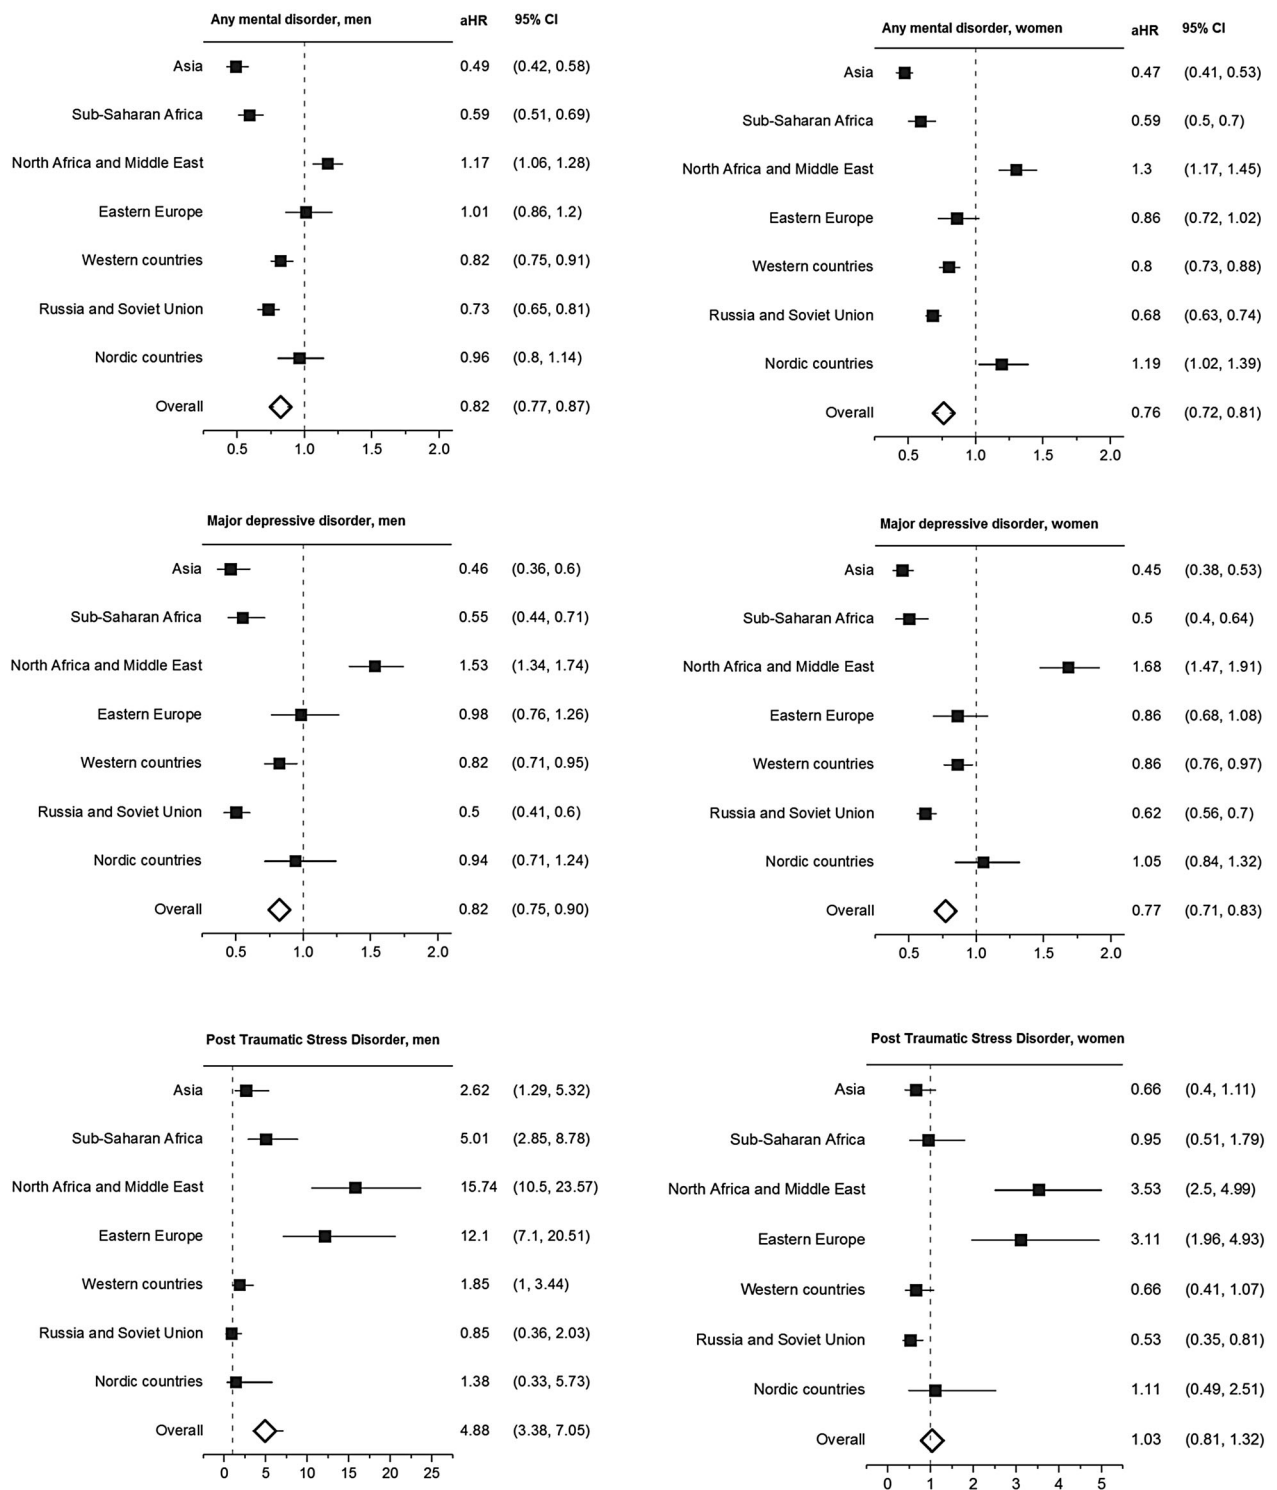 Any mental disorder, men aHR 95% CI
Asia 0.49 (0.42, 0.58)
Sub-Saharan Africa 0.59 (0.51, 0.69)
North Africa and Middle East 1.17 (1.06, 1.28)
Eastern Europe 1.01 (0.86, 1.2)
Western countries 0.82 (0.75, 0.91)
Russia and Soviet Union 0.73 (0.65, 0.81)
Nordic countries 0.96 (0.8, 1.14)
Overall 0.82 (0.77, 0.87)
0.5 1.0 1.5 2.0
Any mental disorder, women aHR 95% CI
Asia 0.47 (0.41, 0.53)
Sub-Saharan Africa 0.59 (0.5, 0.7)
North Africa and Middle East 1.3 (1.17, 1.45)
Eastern Europe 0.86 (0.72, 1.02)
Western countries 0.8 (0.73, 0.88)
Russia and Soviet Union 0.68 (0.63, 0.74)
Nordic countries 1.19 (1.02, 1.39)
Overall 0.76 (0.72, 0.81)
0.5 1.0 1.5 2.0
Major depressive disorder, men
Asia 0.46 (0.36, 0.6)
Sub-Saharan Africa 0.55 (0.44, 0.71)
North Africa and Middle East 1.53 (1.34, 1.74)
Eastern Europe 0.98 (0.76, 1.26)
Western countries 0.82 (0.71, 0.95)
Russia and Soviet Union 0.5 (0.41, 0.6)
Nordic countries 0.94 (0.71, 1.24)
Overall 0.82 (0.75, 0.90)
0.5 1.0 1.5 2.0
Major depressive disorder, women
Asia 0.45 (0.38, 0.53)
Sub-Saharan Africa 0.5 (0.4, 0.64)
North Africa and Middle East 1.68 (1.47, 1.91)
Eastern Europe 0.86 (0.68, 1.08)
Western countries 0.86 (0.76, 0.97)
Russia and Soviet Union 0.62 (0.56, 0.7)
Nordic countries 1.05 (0.84, 1.32)
Overall 0.77 (0.71, 0.83)
0.5 1.0 1.5 2.0
Post Traumatic Stress Disorder, men
Asia 2.62 (1.29, 5.32)
Sub-Saharan Africa 5.01 (2.85, 8.78)
North Africa and Middle East 15.74 (10.5, 23.57)
Eastern Europe 12.1 (7.1, 20.51)
Western countries 1.85 (1, 3.44)
Russia and Soviet Union 0.85 (0.36, 2.03)
Nordic countries 1.38 (0.33, 5.73)
Overall 4.88 (3.38, 7.05)
0 5 10 15 20 25
Post Traumatic Stress Disorder, women
Asia 0.66 (0.4, 1.11)
Sub-Saharan Africa 0.95 (0.51, 1.79)
North Africa and Middle East 3.53 (2.5, 4.99)
Eastern Europe 3.11 (1.96, 4.93)
Western countries 0.66 (0.41, 1.07)
Russia and Soviet Union 0.53 (0.35, 0.81)
Nordic countries 1.11 (0.49, 2.51)
Overall 1.03 (0.81, 1.32)
0 1 2 3 4 5